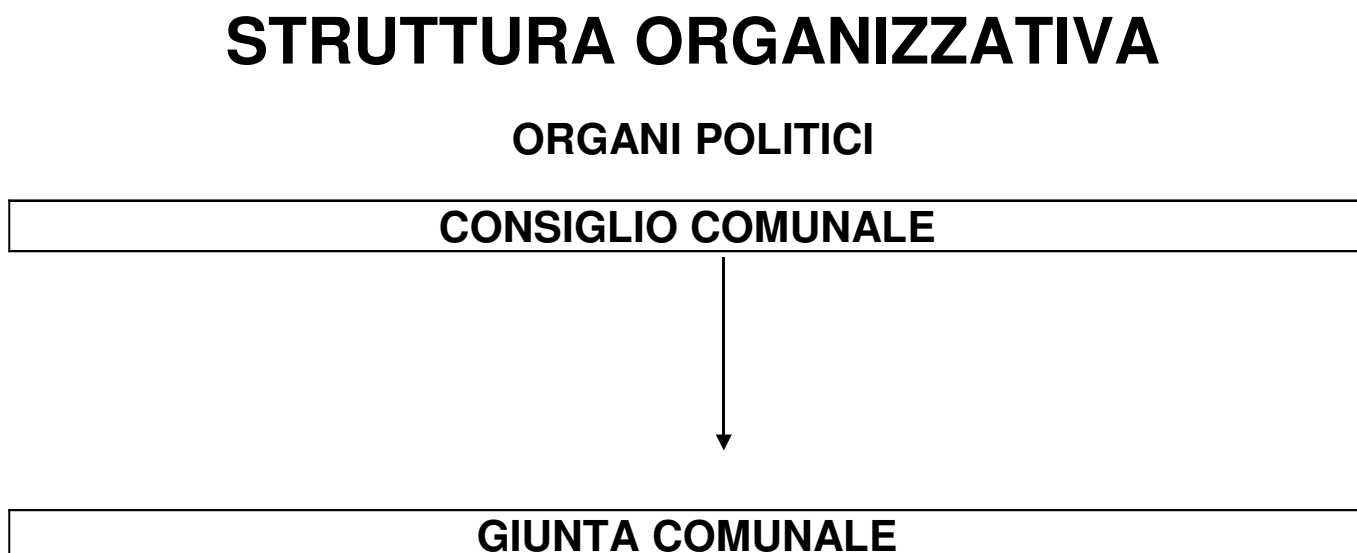 STRUTTURA ORGANIZZATIVA
ORGANI POLITICI
CONSIGLIO COMUNALE
GIUNTA COMUNALE